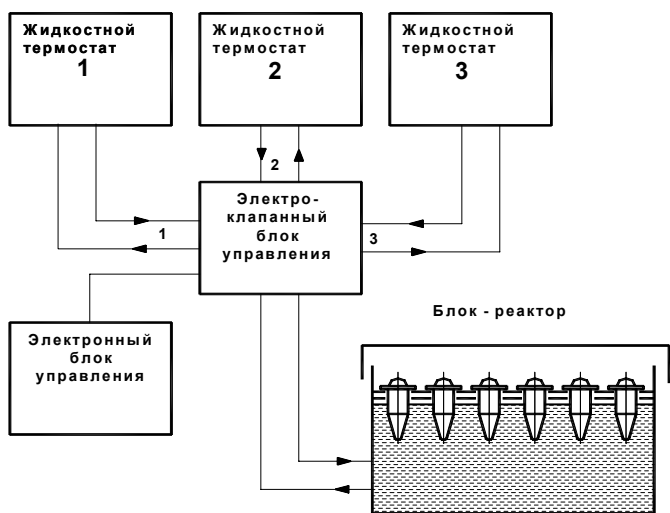 Жидкостной
термостат
1
Жидкостной
термостат
2
Жидкостной
термостат
3
2
Электро-
клапанный
блок
управления
1
3
Электронный
блок
управления
Блок - реактор